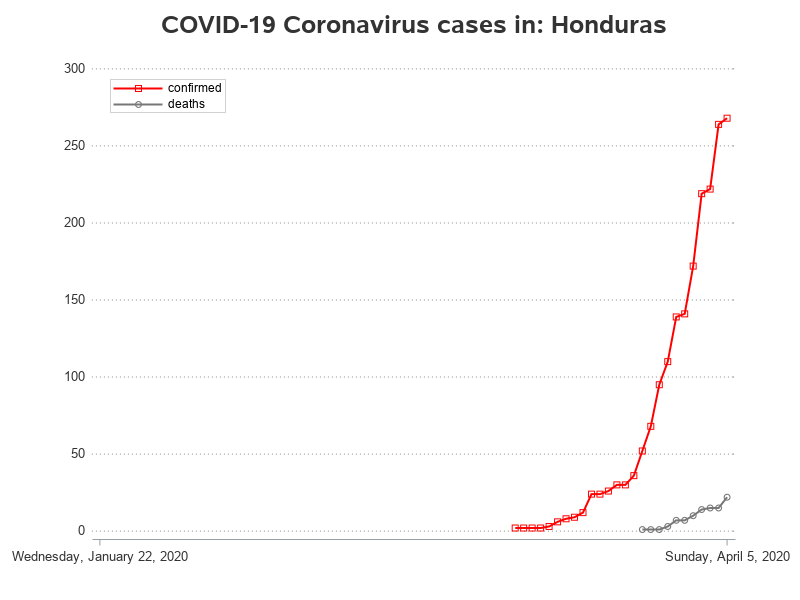 COVID-19 Coronavirus cases in: Honduras
300
confirmed
deaths
250
200
150
100
50
0
Wednesday, January 22, 2020 Sunday, April 5, 2020